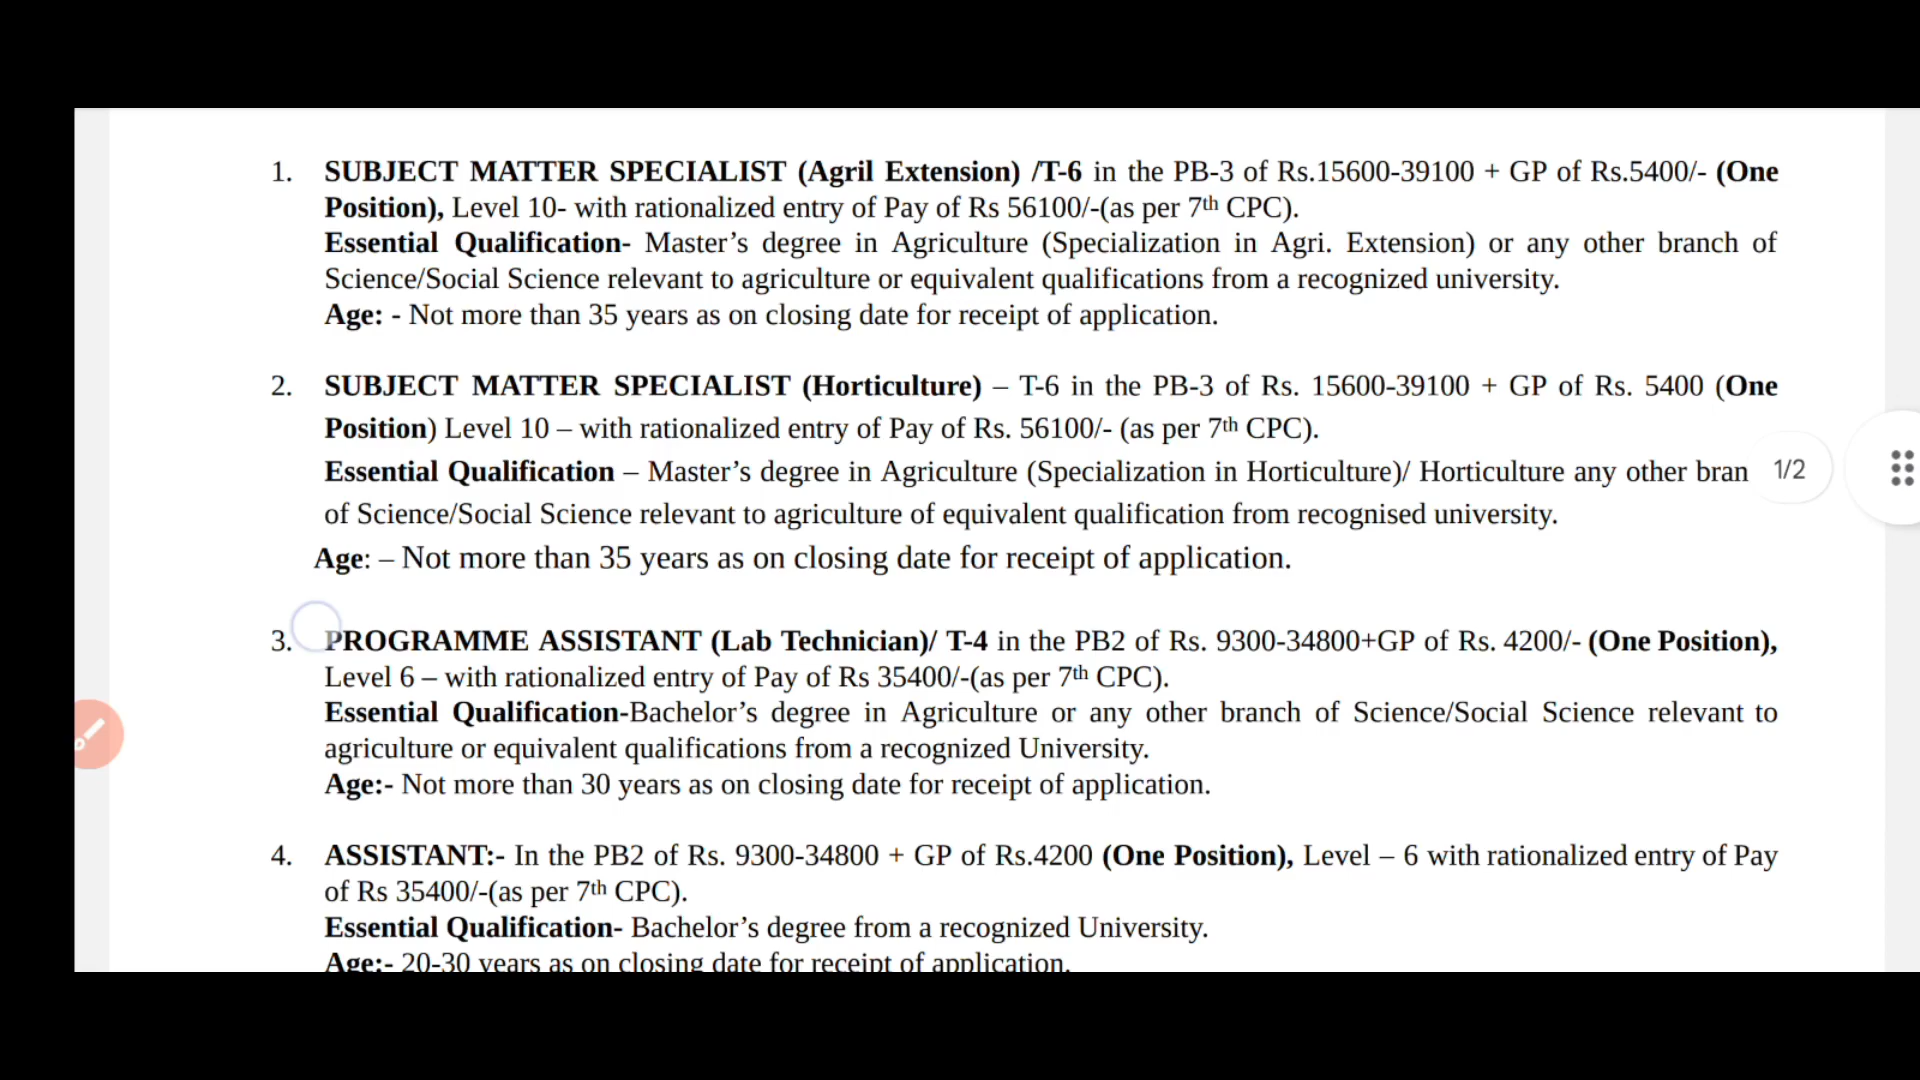 1. SUBJECT MATTER SPECIALIST (Agril Extension) /T-6 in the PB-3 of Rs.15600-39100 + GP of Rs.5400/- (One
Position), Level 10- with rationalized entry of Pay of Rs 56100/-(as per 7th CPC).
Essential Qualification- Master’s degree in Agriculture (Specialization in Agri. Extension) or any other branch of
Science/Social Science relevant to agriculture or equivalent qualifications from a recognized university.
Age: - Not more than 35 years as on closing date for receipt of application.
2. SUBJECT MATTER SPECIALIST (Horticulture) – T-6 in the PB-3 of Rs. 15600-39100 + GP of Rs. 5400 (One
Position) Level 10 – with rationalized entry of Pay of Rs. 56100/- (as per 7th CPC).
Essential Qualification – Master’s degree in Agriculture (Specialization in Horticulture)/ Horticulture any other bran
1/2
of Science/Social Science relevant to agriculture of equivalent qualification from recognised university.
Age: – Not more than 35 years as on closing date for receipt of application.
3. PROGRAMME ASSISTANT (Lab Technician)/ T-4 in the PB2 of Rs. 9300-34800+GP of Rs. 4200/- (One Position),
Level 6 – with rationalized entry of Pay of Rs 35400/-(as per 7th CPC).
Essential Qualification-Bachelor’s degree in Agriculture or any other branch of Science/Social Science relevant to
agriculture or equivalent qualifications from a recognized University.
Age:- Not more than 30 years as on closing date for receipt of application.
4. ASSISTANT:- In the PB2 of Rs. 9300-34800 + GP of Rs.4200 (One Position), Level – 6 with rationalized entry of Pay
of Rs 35400/-(as per 7th CPC).
Essential Qualification- Bachelor’s degree from a recognized University.
Age:- 20-30 years as on closing date for receipt of application.